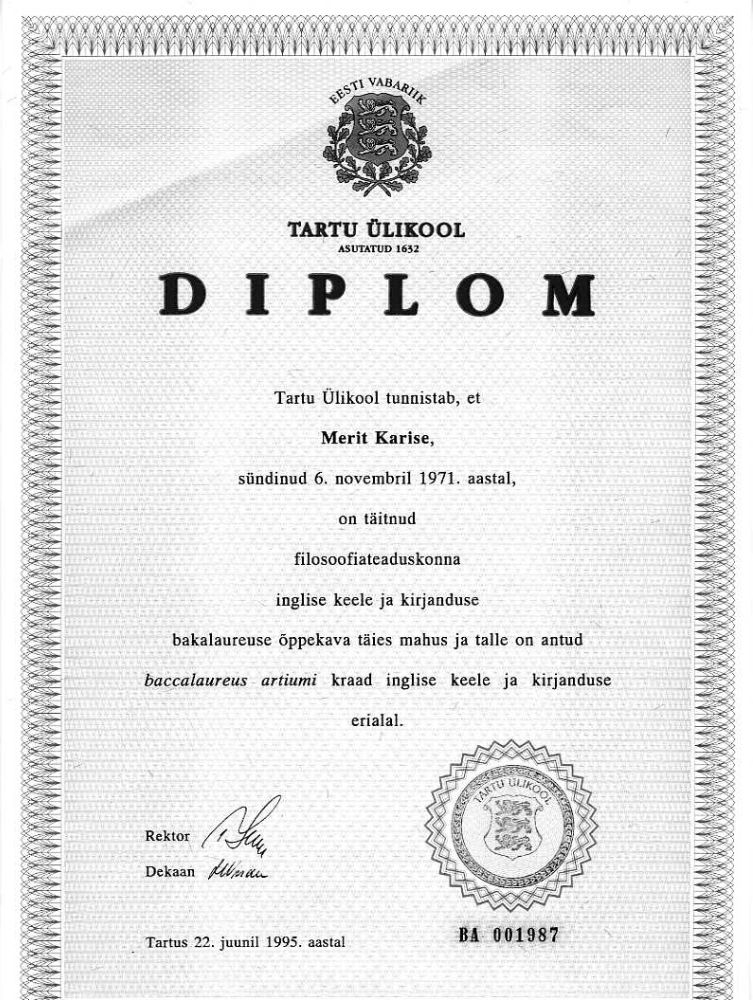 EESTI VABARIIK
TARTU ÜLIKOOL
ASUTATUD 1632
DIPLOM
Tartu Ülikool tunnistab, et
Merit Karise,
sündinud 6. novembril 1971. aastal,
on täitnud
filosoofiateaduskonna
inglise keele ja kirjanduse
bakalaureuse õppekava täies mahus ja talle on antud
baccalaureus artiumi kraad inglise keele ja kirjanduse
erialal.
TARTU ÜLIKOOL
Rektor
Dekaan
Tartus 22. juunil 1995. aastal
BA 001987